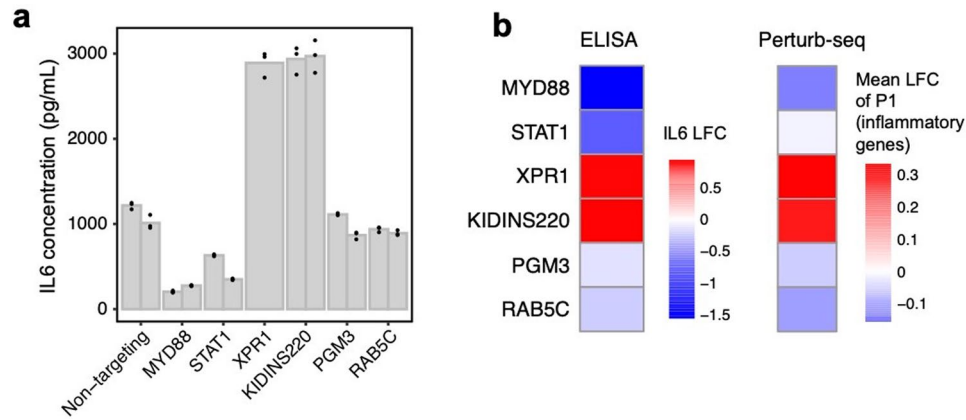 a
IL6 concentration (pg/mL)
3000
2000
1000
0
Non-targeting
MYD88
STAT1
XPR1
KIDINS220
PGM3
RAB5C
b
ELISA
Perturb-seq
MYD88
STAT1
XPR1
KIDINS220
PGM3
RAB5C
IL6 LFC
0.5
0
−0.5
−1
−1.5
Mean LFC
of P1
(inflammatory
genes)
0.3
0.2
0.1
0
−0.1